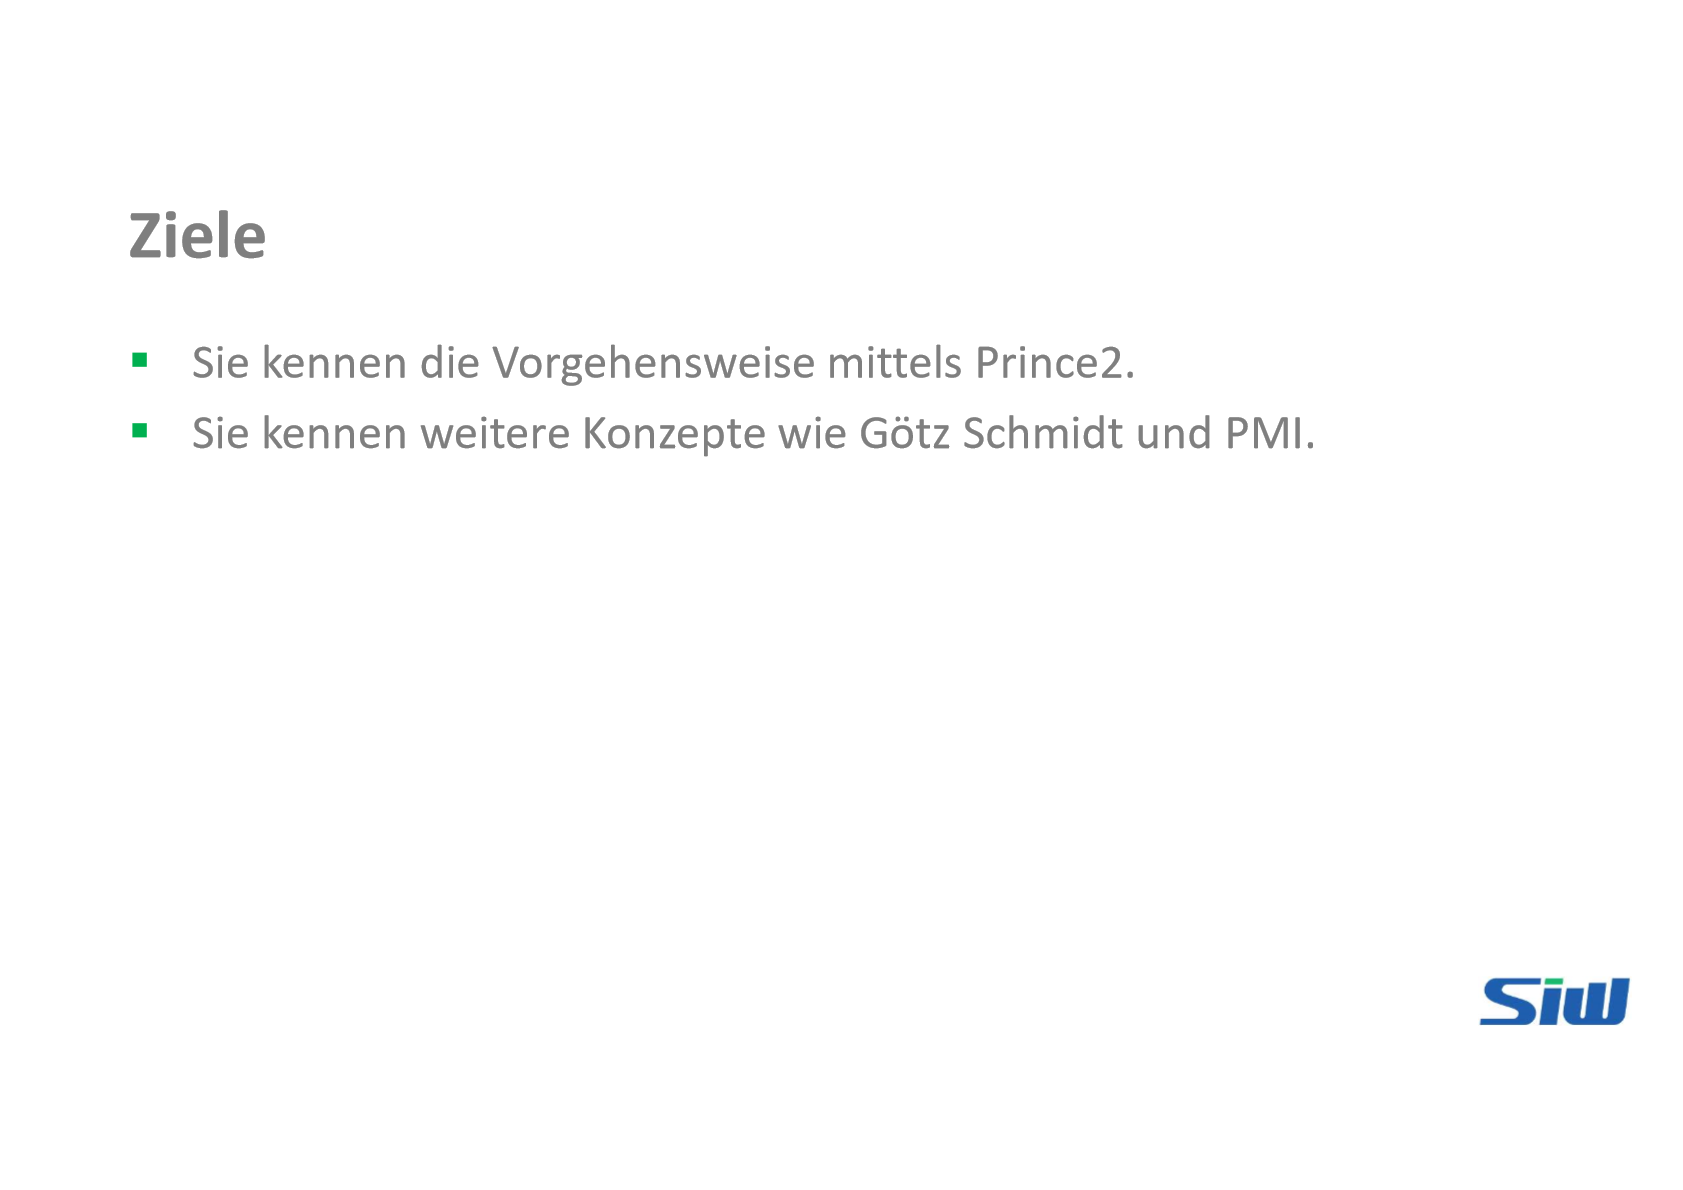 Ziele
▪ Sie kennen die Vorgehensweise mittels Prince2.
▪ Sie kennen weitere Konzepte wie Götz Schmidt und PMI.
Siw